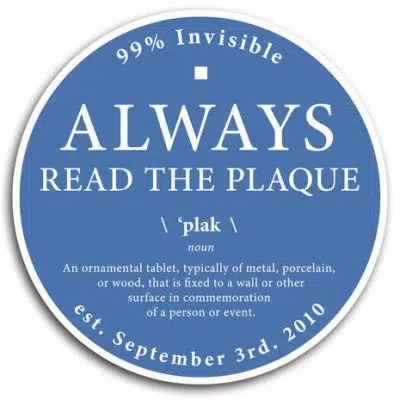 99% Invisible
ALWAYS
READ THE PLAQUE
\ ‘plak \
noun
An ornamental tablet, typically of metal, porcelain,
or wood, that is fixed to a wall or other
surface in commemoration
of a person or event.
est. September 3rd. 2010